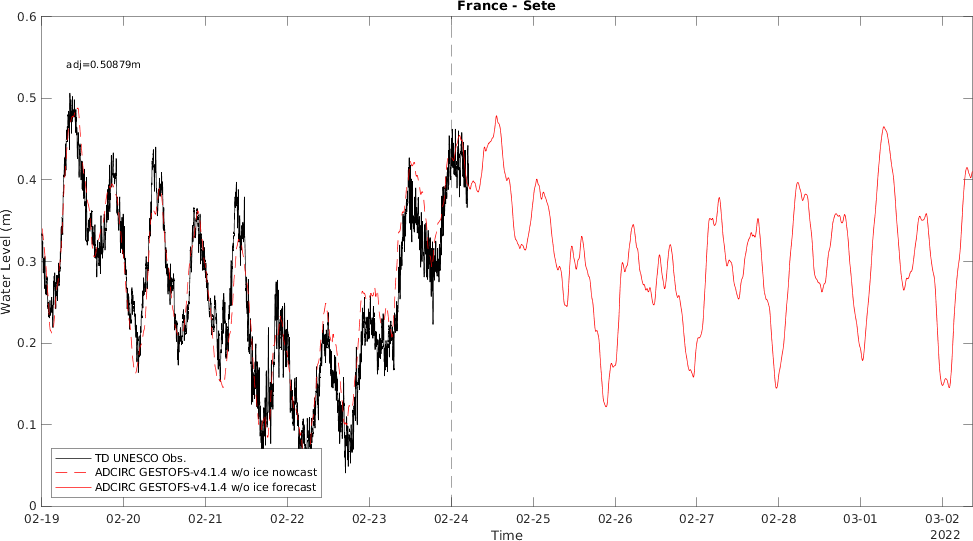 France - Sete
adj=0.50879m
0.6
0.5
0.4
0.3
0.2
0.1
0
Water Level (m)
TD UNESCO Obs.
ADCIRC GESTOFS-v4.1.4 w/o ice nowcast
ADCIRC GESTOFS-v4.1.4 w/o ice forecast
02-19 02-20 02-21 02-22 02-23 02-24 02-25 02-26 02-27 02-28 03-01 03-02
2022
Time